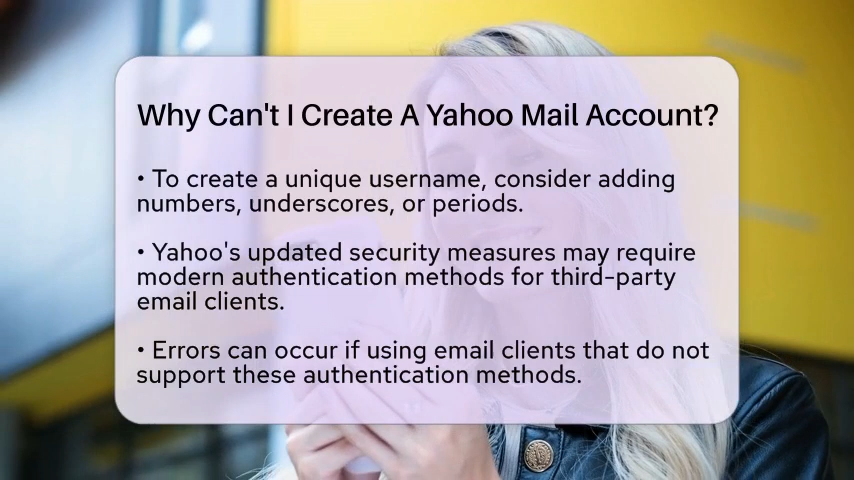 Why Can't I Create A Yahoo Mail Account?
• To create a unique username, consider adding
numbers, underscores, or periods.
• Yahoo's updated security measures may require
modern authentication methods for third-party
email clients.
• Errors can occur if using email clients that do not
support these authentication methods.